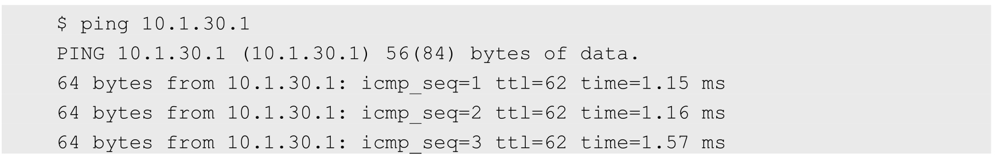 $ ping 10.1.30.1
PING 10.1.30.1 (10.1.30.1) 56(84) bytes of data.
64 bytes from 10.1.30.1: icmp_seq=1 ttl=62 time=1.15 ms
64 bytes from 10.1.30.1: icmp_seq=2 ttl=62 time=1.16 ms
64 bytes from 10.1.30.1: icmp_seq=3 ttl=62 time=1.57 ms